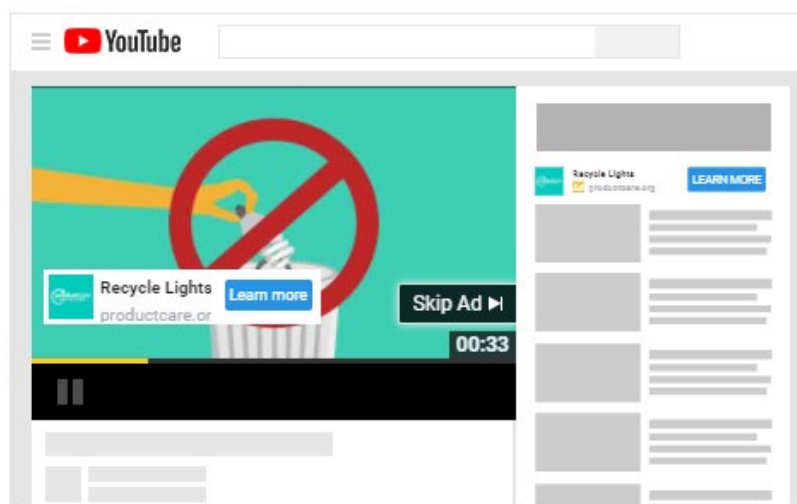 YouTube
Recycle Lights
productcare.or
Learn more
Skip Ad
00:33
Recycle Lights
productcare.org
LEARN MORE